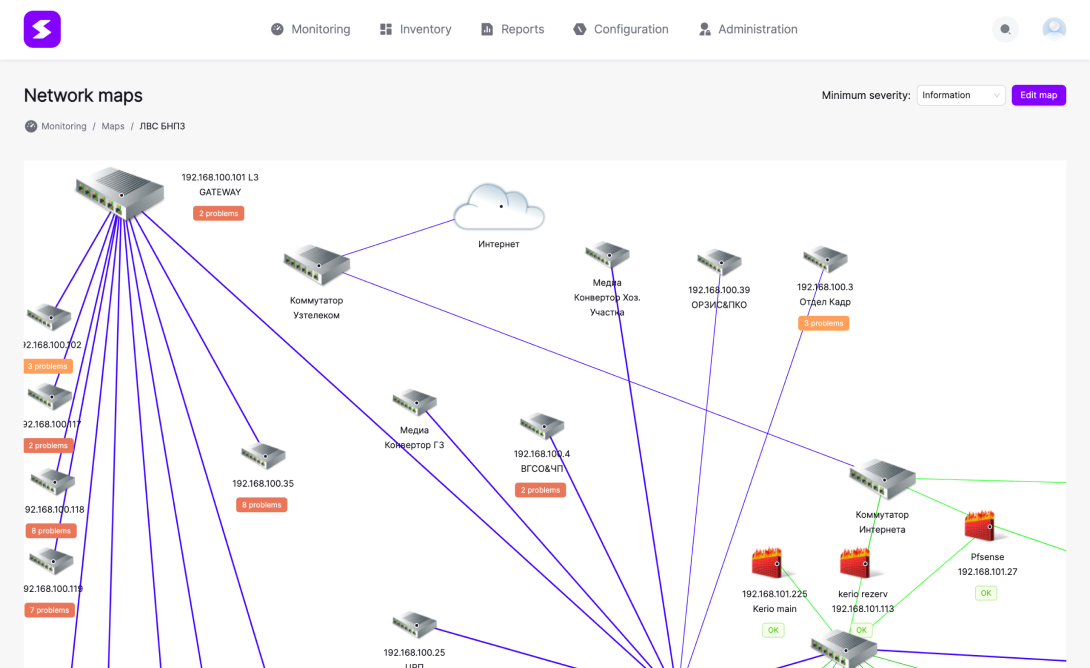 Monitoring
Inventory
Reports
Configuration
Administration
Network maps
Minimum severity:
Information
Edit map
Monitoring / Maps / ЛВС БНПЗ
192.168.100.101 L3
GATEWAY
2 problems
Интернет
Коммутатор
Узтелеком
Медиа
Конвертор Хоз.
Участка
192.168.100.39
ОРЗИС&ПКО
192.168.100.3
Отдел Кадр
3 problems
192.168.100.102
3 problems
192.168.100.117
2 problems
Медиа
Конвертор ГЗ
192.168.100.4
ВГСО&ЧП
2 problems
192.168.100.35
8 problems
192.168.100.118
8 problems
Коммутатор
Интернета
Pfsense
192.168.101.27
OK
192.168.100.119
7 problems
192.168.101.225
Kerio main
OK
kerio rezerv
192.168.101.113
OK
192.168.100.25
ЦРП